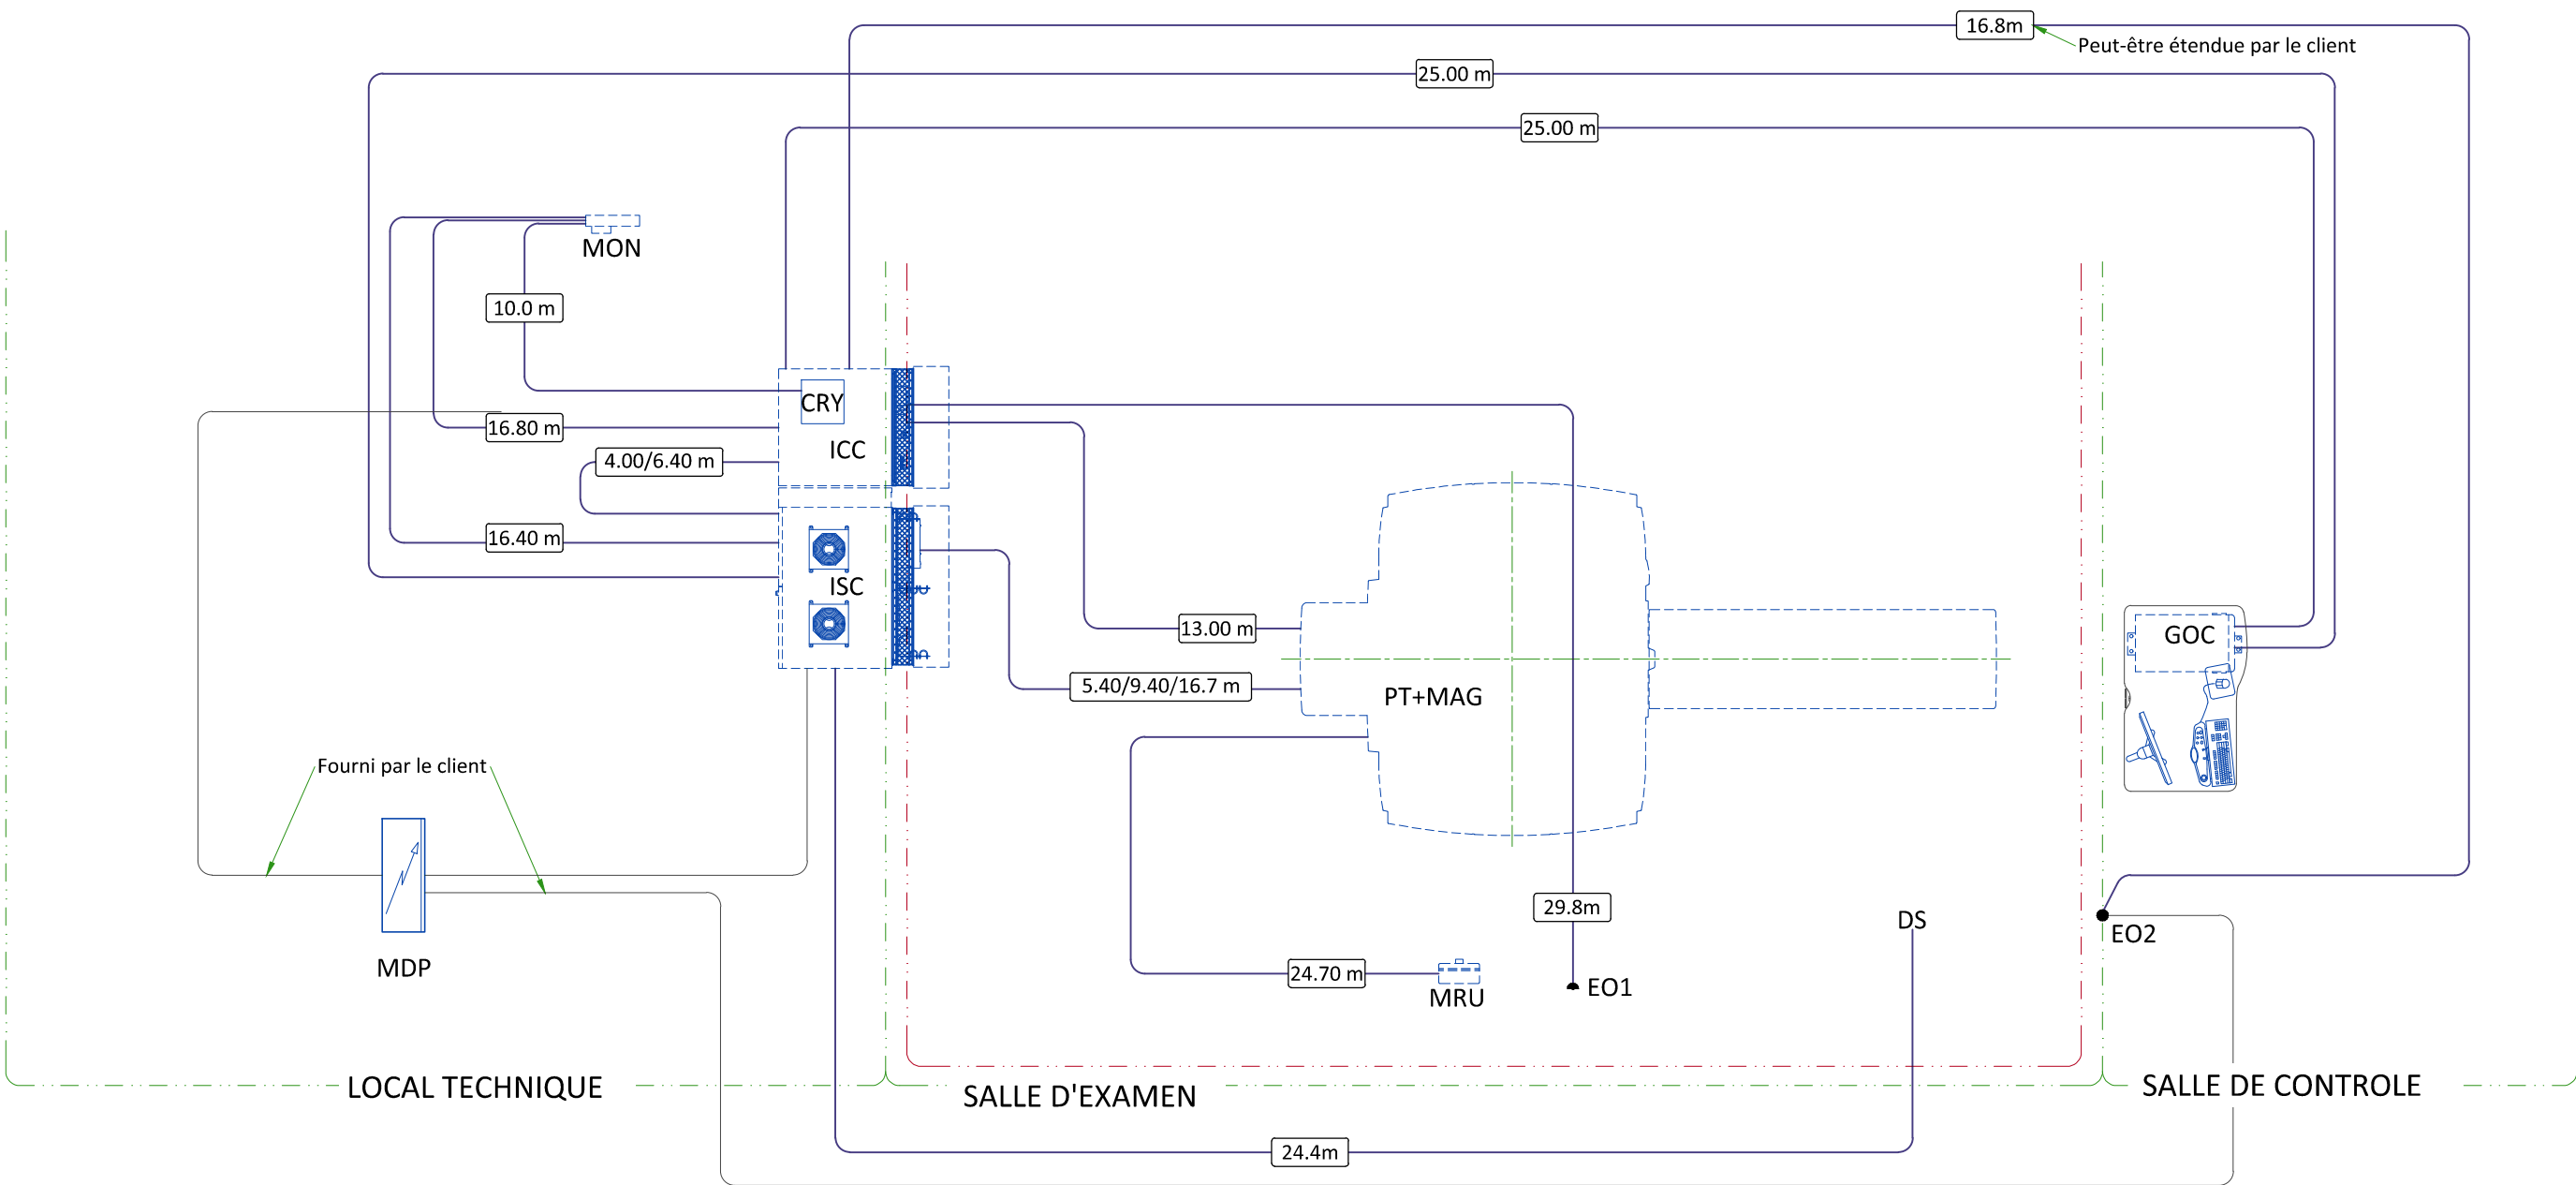 16.8m
Peut-être étendue par le client
25.00 m
25.00 m
MON
10.0 m
CRY
16.80 m
ICC
4.00/6.40 m
16.40 m
ISC
13.00 m
GOC
5.40/9.40/16.7 m
PT+MAG
Fourni par le client
29.8m
DS
EO2
MDP
24.70 m
EO1
MRU
LOCAL TECHNIQUE
SALLE D'EXAMEN
SALLE DE CONTROLE
24.4m